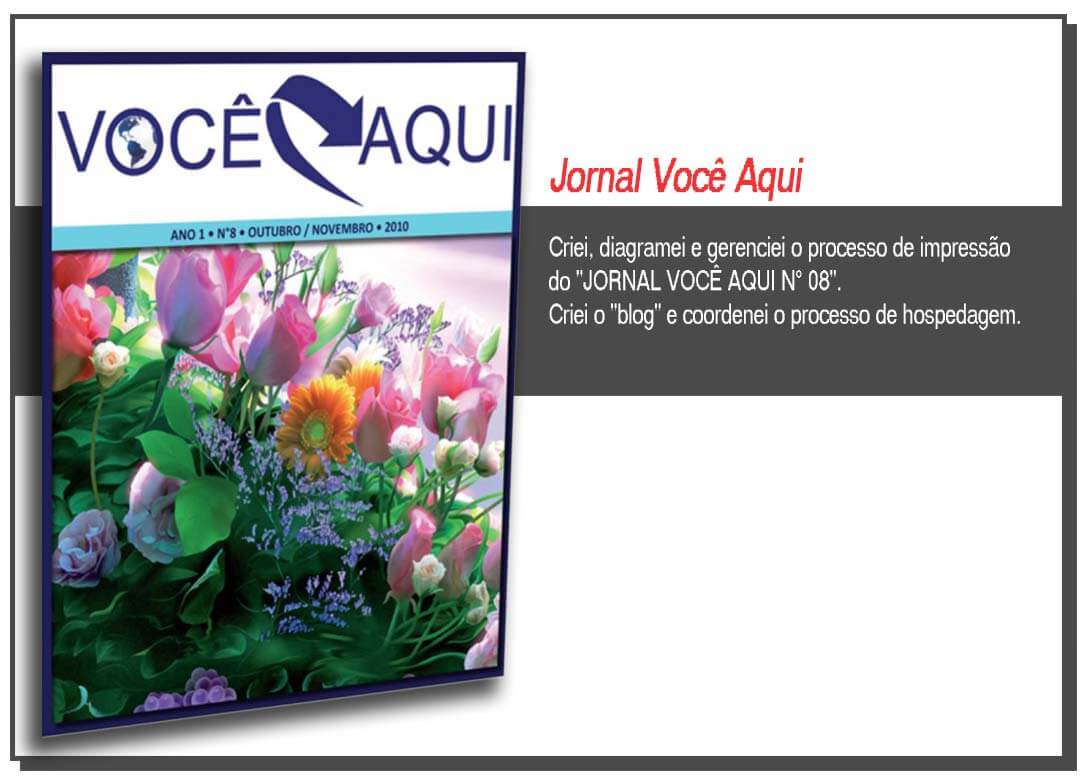 VOCÊ AQUI
ANO 1 • N°8 • OUTUBRO / NOVEMBRO • 2010
Jornal Você Aqui
Criei, diagramei e gerenciei o processo de impressão
do "JORNAL VOCÊ AQUI N° 08".
Criei o "blog" e coordenei o processo de hospedagem.